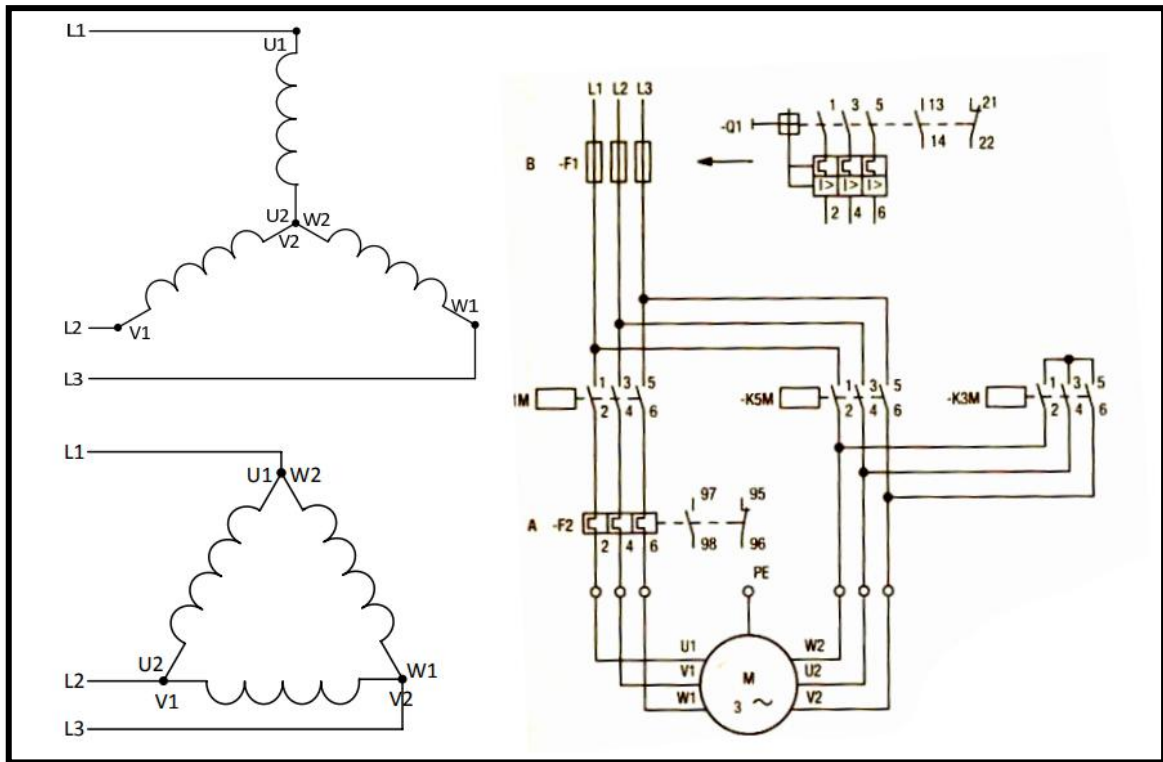 L1
U1
U2 W2
V2
W1
L2
V1
L3
L1
U1 W2
U2
W1
L2
V1
V2
L3
L1 L2 L3
B -F1
-Q1
1 3 5
13
21
14
22
I> I> I>
2 4 6
1 3 5
M
2 4 6
1 3 5
-K5M
2 4 6
1 3 5
-K3M
2 4 6
A -F2
97
95
2 4 6
98
96
PE
U1
V1
W1
M
3 ~
W2
U2
V2